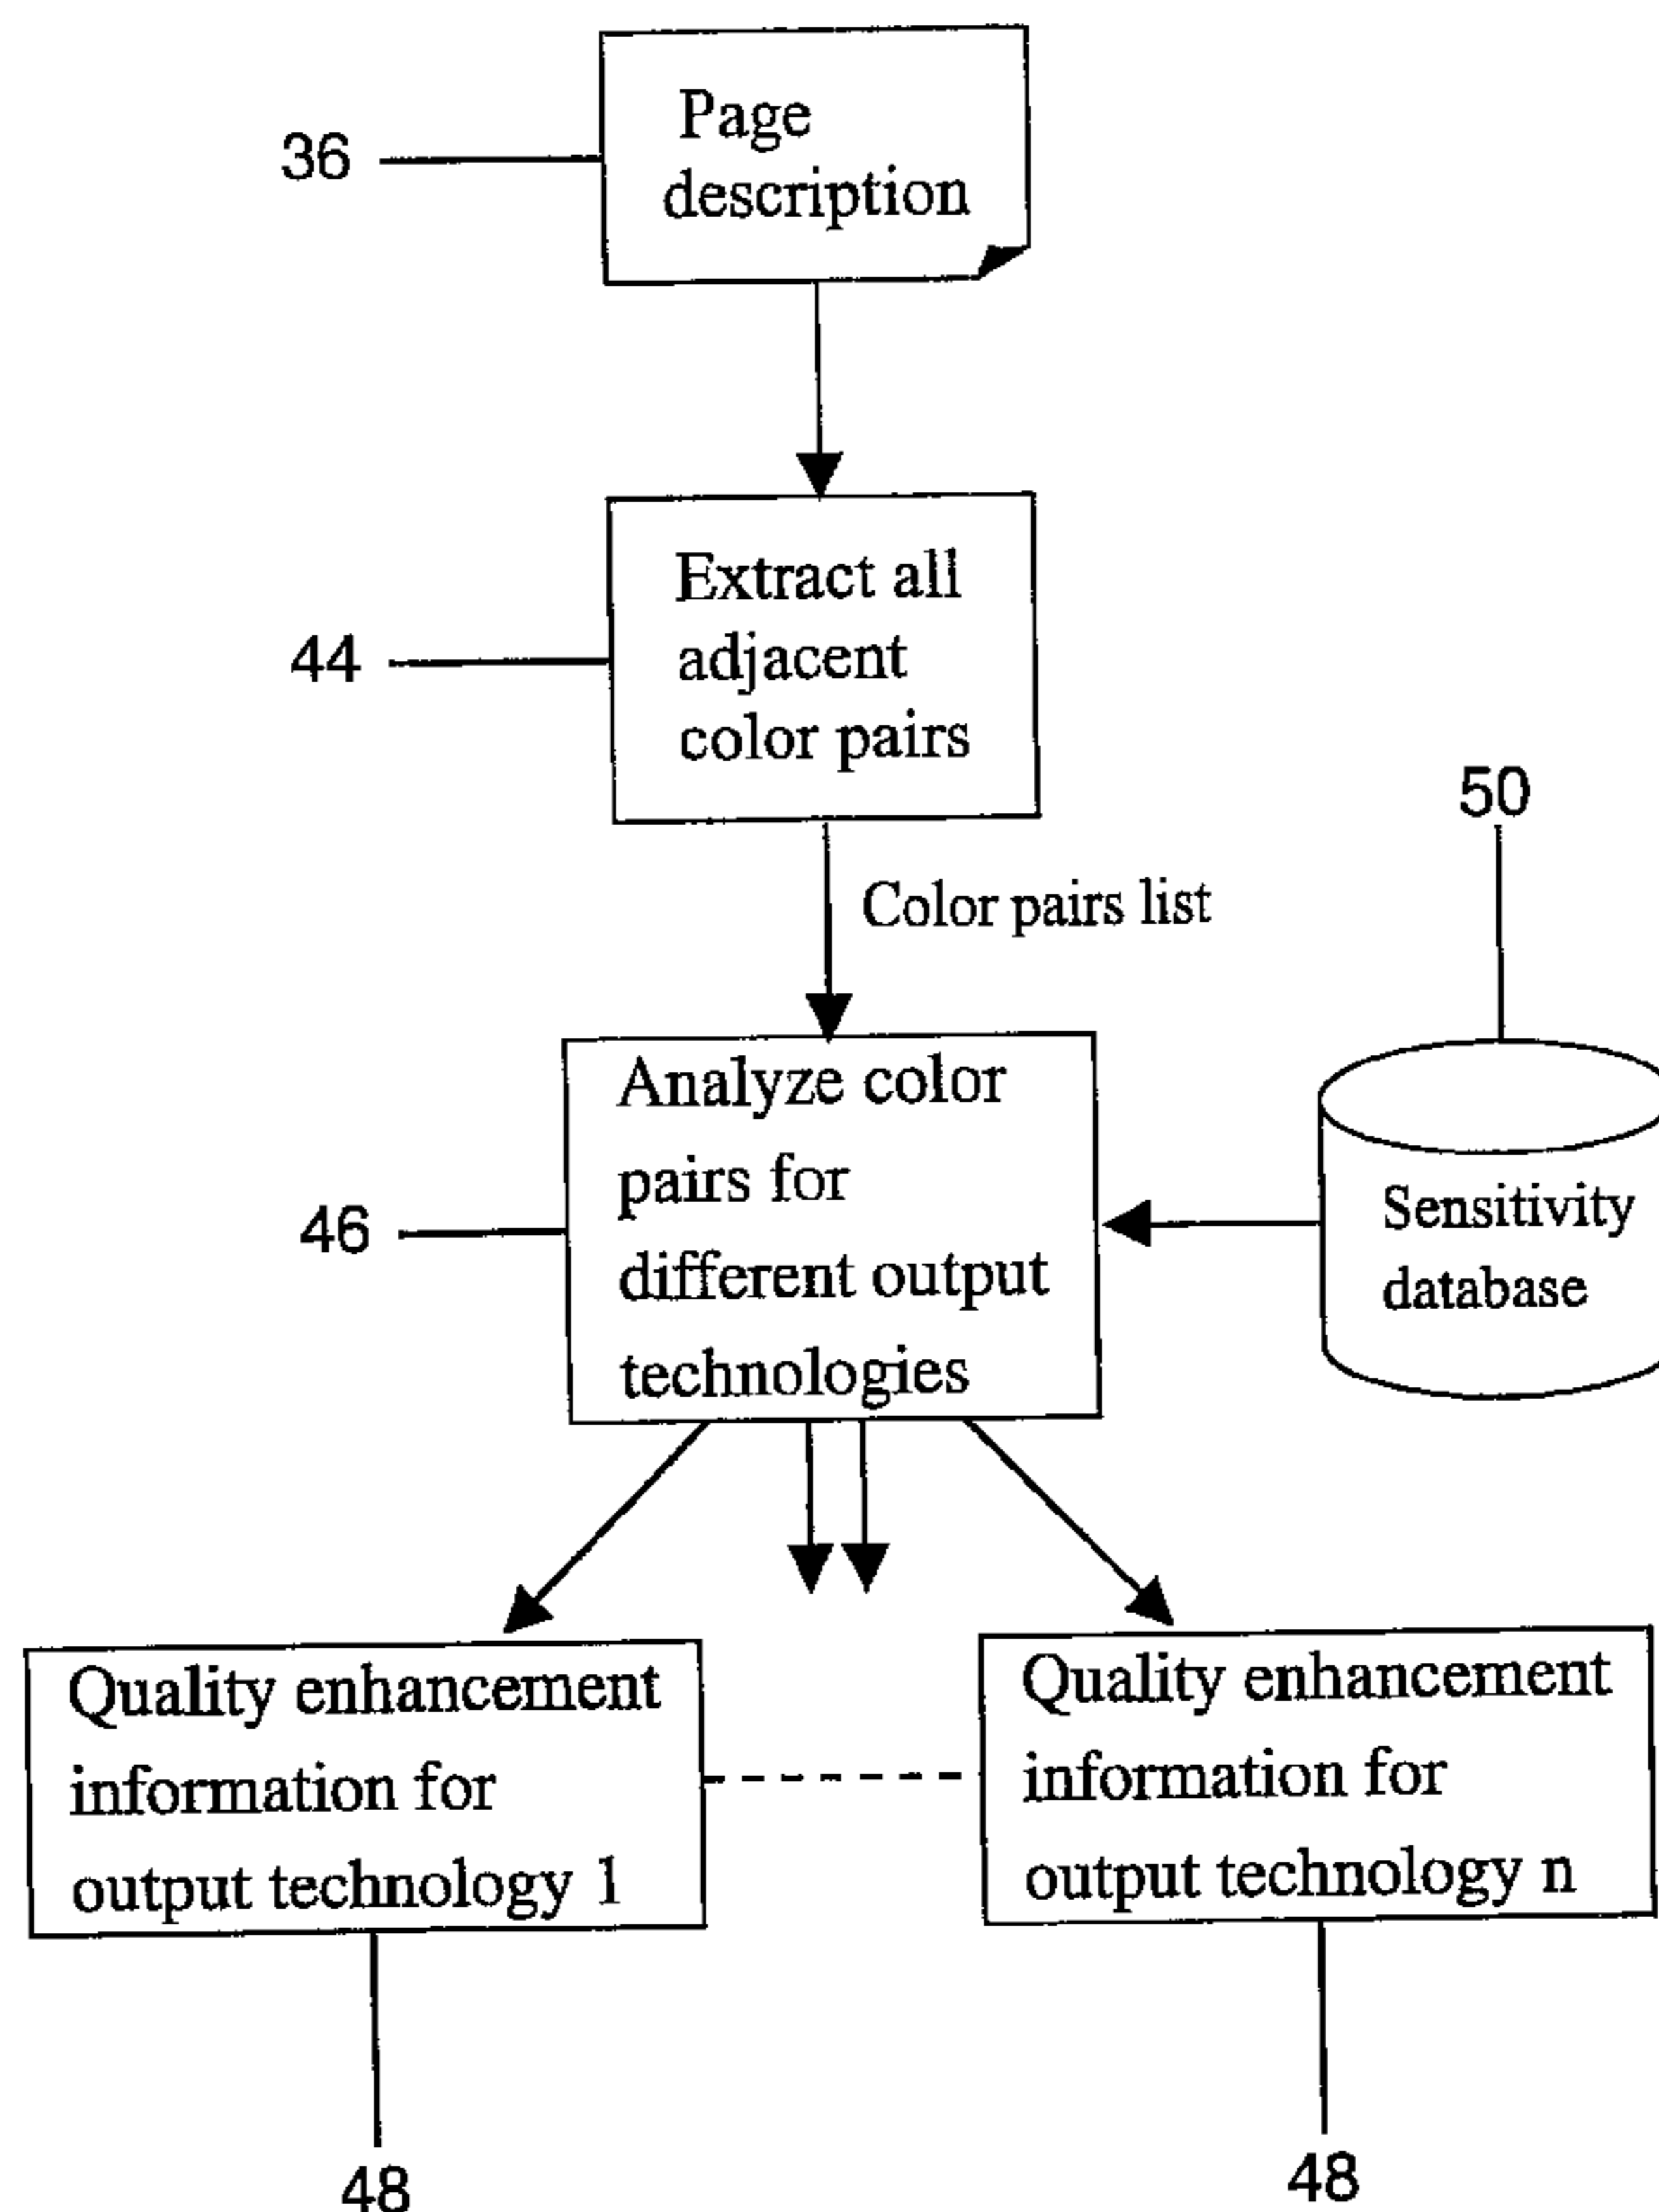 Page
description
36
Extract all
adjacent
color pairs
44
Color pairs list
50
Analyze color
pairs for
different output
technologies
46
Sensitivity
database
Quality enhancement
information for
output technology 1
Quality enhancement
information for
output technology n
48
48